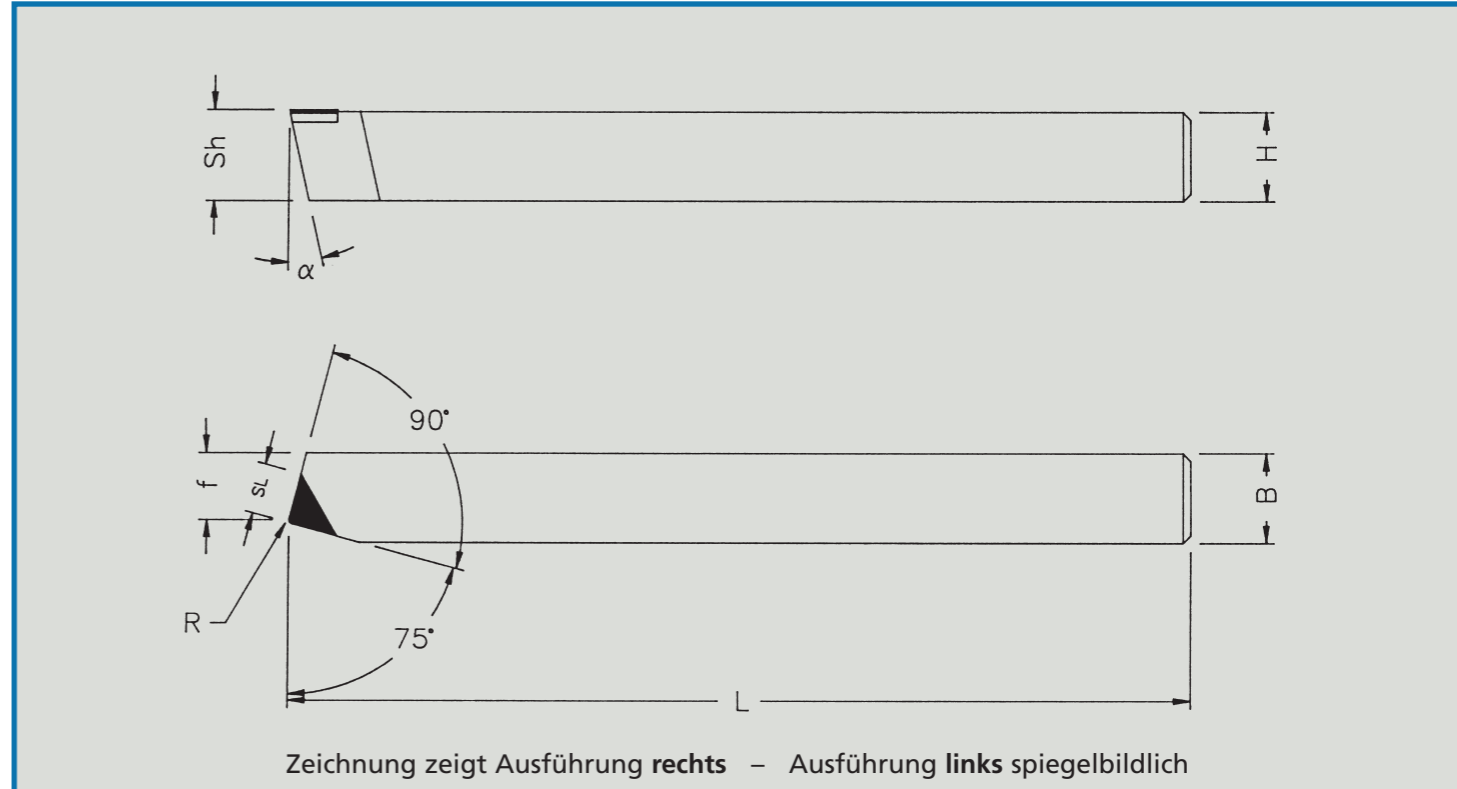 Sh
H
α
90°
f
sL
B
R
75°
L
Zeichnung zeigt Ausführung rechts – Ausführung links spiegelbildlich